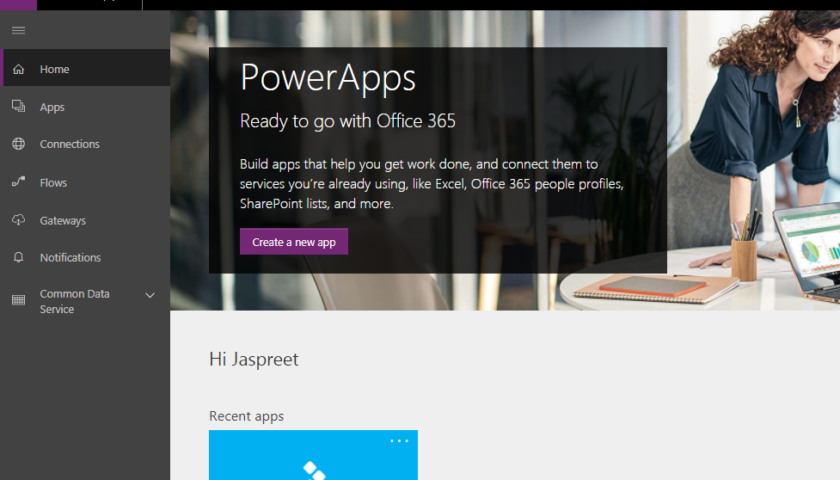 Home
Apps
Connections
Flows
Gateways
Notifications
Common Data
Service
PowerApps
Ready to go with Office 365
Build apps that help you get work done, and connect them to
services you're already using, like Excel, Office 365 people profiles,
SharePoint lists, and more.
Create a new app
Hi Jaspreet
Recent apps